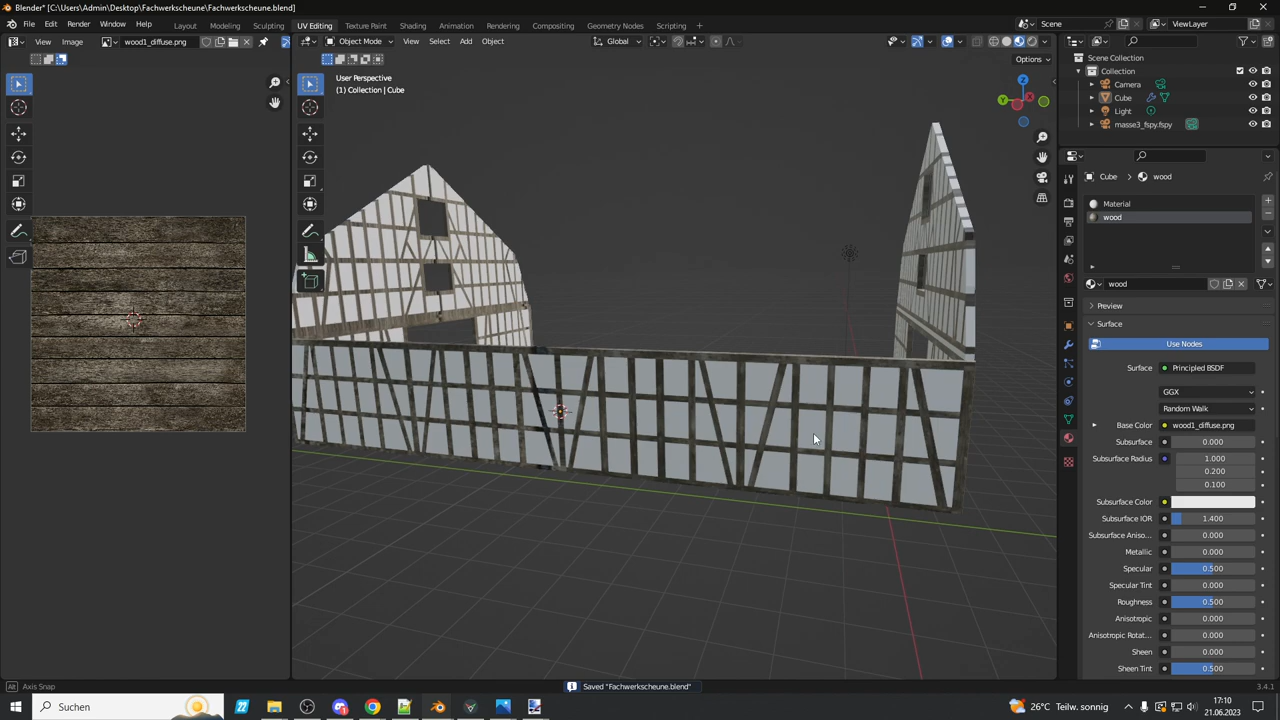 Blender* [C:\Users\Admin\Desktop\Fachwerkscheune\Fachwerkscheune.blend]
File Edit Render Window Help Layout Modeling Sculpting UV Editing Texture Paint Shading Animation Rendering Compositing Geometry Nodes Scripting + Scene ViewLayer
View Image wood1_diffuse.png Object Mode View Select Add Object Global
Options
User Perspective
(1) Collection | Cube
Scene Collection
Collection
Camera
Cube
Light
masse3_fspy.fspy
Cube > wood
Material
wood
wood
Preview
Surface
Use Nodes
Surface Principled BSDF
GGX
Random Walk
Base Color wood1_diffuse.png
Subsurface 0.000
Subsurface Radius 1.000
0.200
0.100
Subsurface Color
Subsurface IOR 1.400
Subsurface Aniso... 0.000
Metallic 0.000
Specular 0.500
Specular Tint 0.000
Roughness 0.500
Anisotropic 0.000
Anisotropic Rotat... 0.000
Sheen 0.000
Sheen Tint 0.500
Alt Axis Snap Saved "Fachwerkscheune.blend" 3.4.1
Suchen 26°C Teilw. sonnig 17:10
21.06.2023